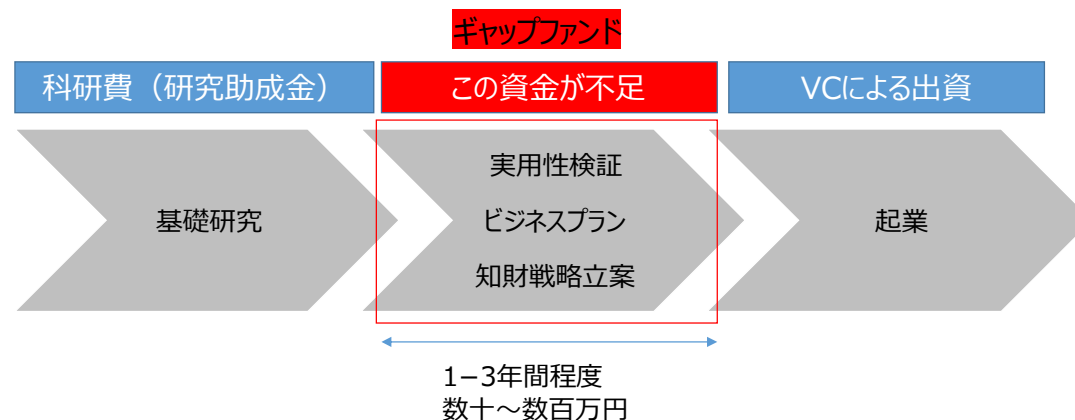 ギャップファンド
科研費（研究助成金）
この資金が不足
VCによる出資
基礎研究
実用性検証
ビジネスプラン
知財戦略立案
起業
1−3年間程度
数十～数百万円